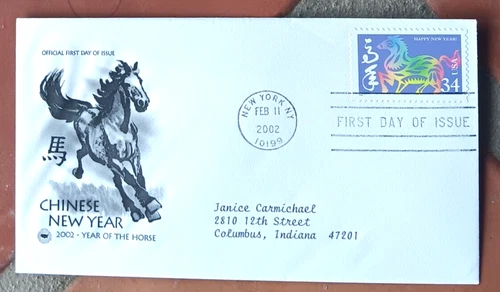 OFFICIAL FIRST DAY OF ISSUE
馬
CHINESE
NEW YEAR
2002 - YEAR OF THE HORSE
NEW YORK NY
FEB 11
2002
10199
HAPPY NEW YEAR!
馬年
USA
34
FIRST DAY OF ISSUE
Janice Carmichael
2810 12th Street
Columbus, Indiana 47201